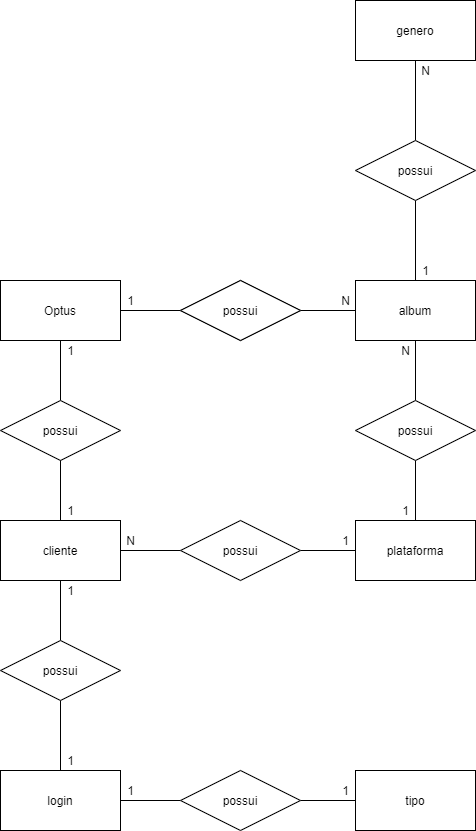 genero
N
possui
1
Optus
1
possui
N
album
1
N
possui
possui
1
1
cliente
N
possui
1
plataforma
1
possui
1
login
1
possui
1
tipo